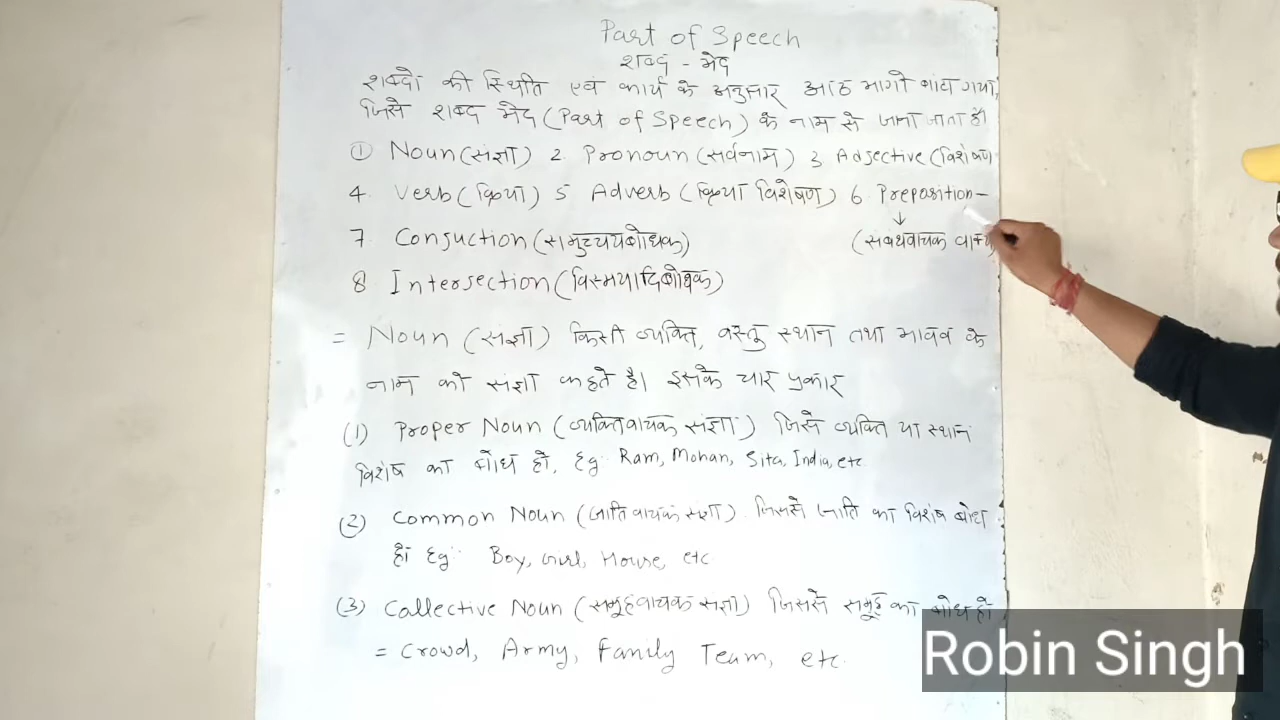 Part of Speech
शब्द - भेद
शब्दों की स्थिति एवं कार्य के अनुसार आठ भागों बांटा गया,
जिसे शब्द भेद (Part of Speech) के नाम से जाना जाता है।
① Noun (संज्ञा) 2. Pronoun (सर्वनाम) 3 Adjective (विशेषण
4. Verb (क्रिया) 5 Adverb (क्रिया विशेषण) 6. Preposition -
↓
7. Conjuction (समुच्चयबोधक) (संबंधवाचक
8 Interjection (विस्मयादिबोधक)
= Noun (संज्ञा) किसी व्यक्ति, वस्तु स्थान तथा भावव के
नाम को संज्ञा कहते है। इसके चार प्रकार
(1) Proper Noun (व्यक्तिवाचक संज्ञा) जिसे व्यक्ति या स्थान
विशेष का बोध हो, Eg: Ram, Mohan, Sita, India, etc
(2) Common Noun (जाति वाचक संज्ञा). जिससे जाति का विशेष बोध
हो Eg: Boy, Girl, House, etc
(3) Collective Noun (समूहवाचक संज्ञा) जिससे समूह का बोध हो
= Crowd, Army, Family Team, etc.
Robin Singh